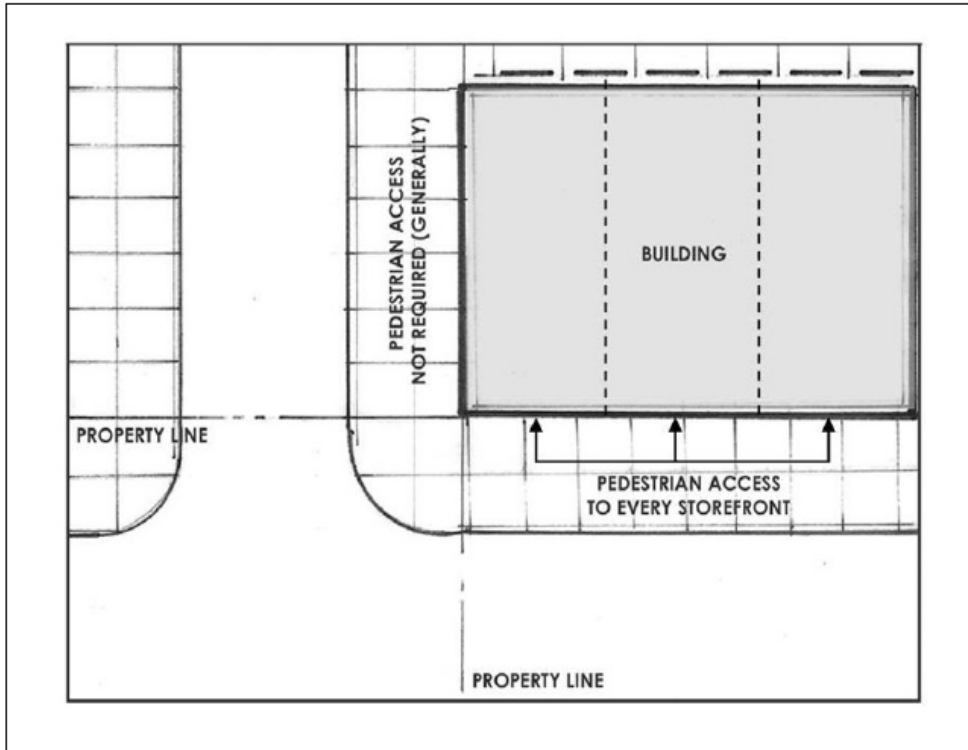 PEDESTRIAN ACCESS
NOT REQUIRED (GENERALLY)
BUILDING
PROPERTY LINE
PEDESTRIAN ACCESS
TO EVERY STOREFRONT
PROPERTY LINE